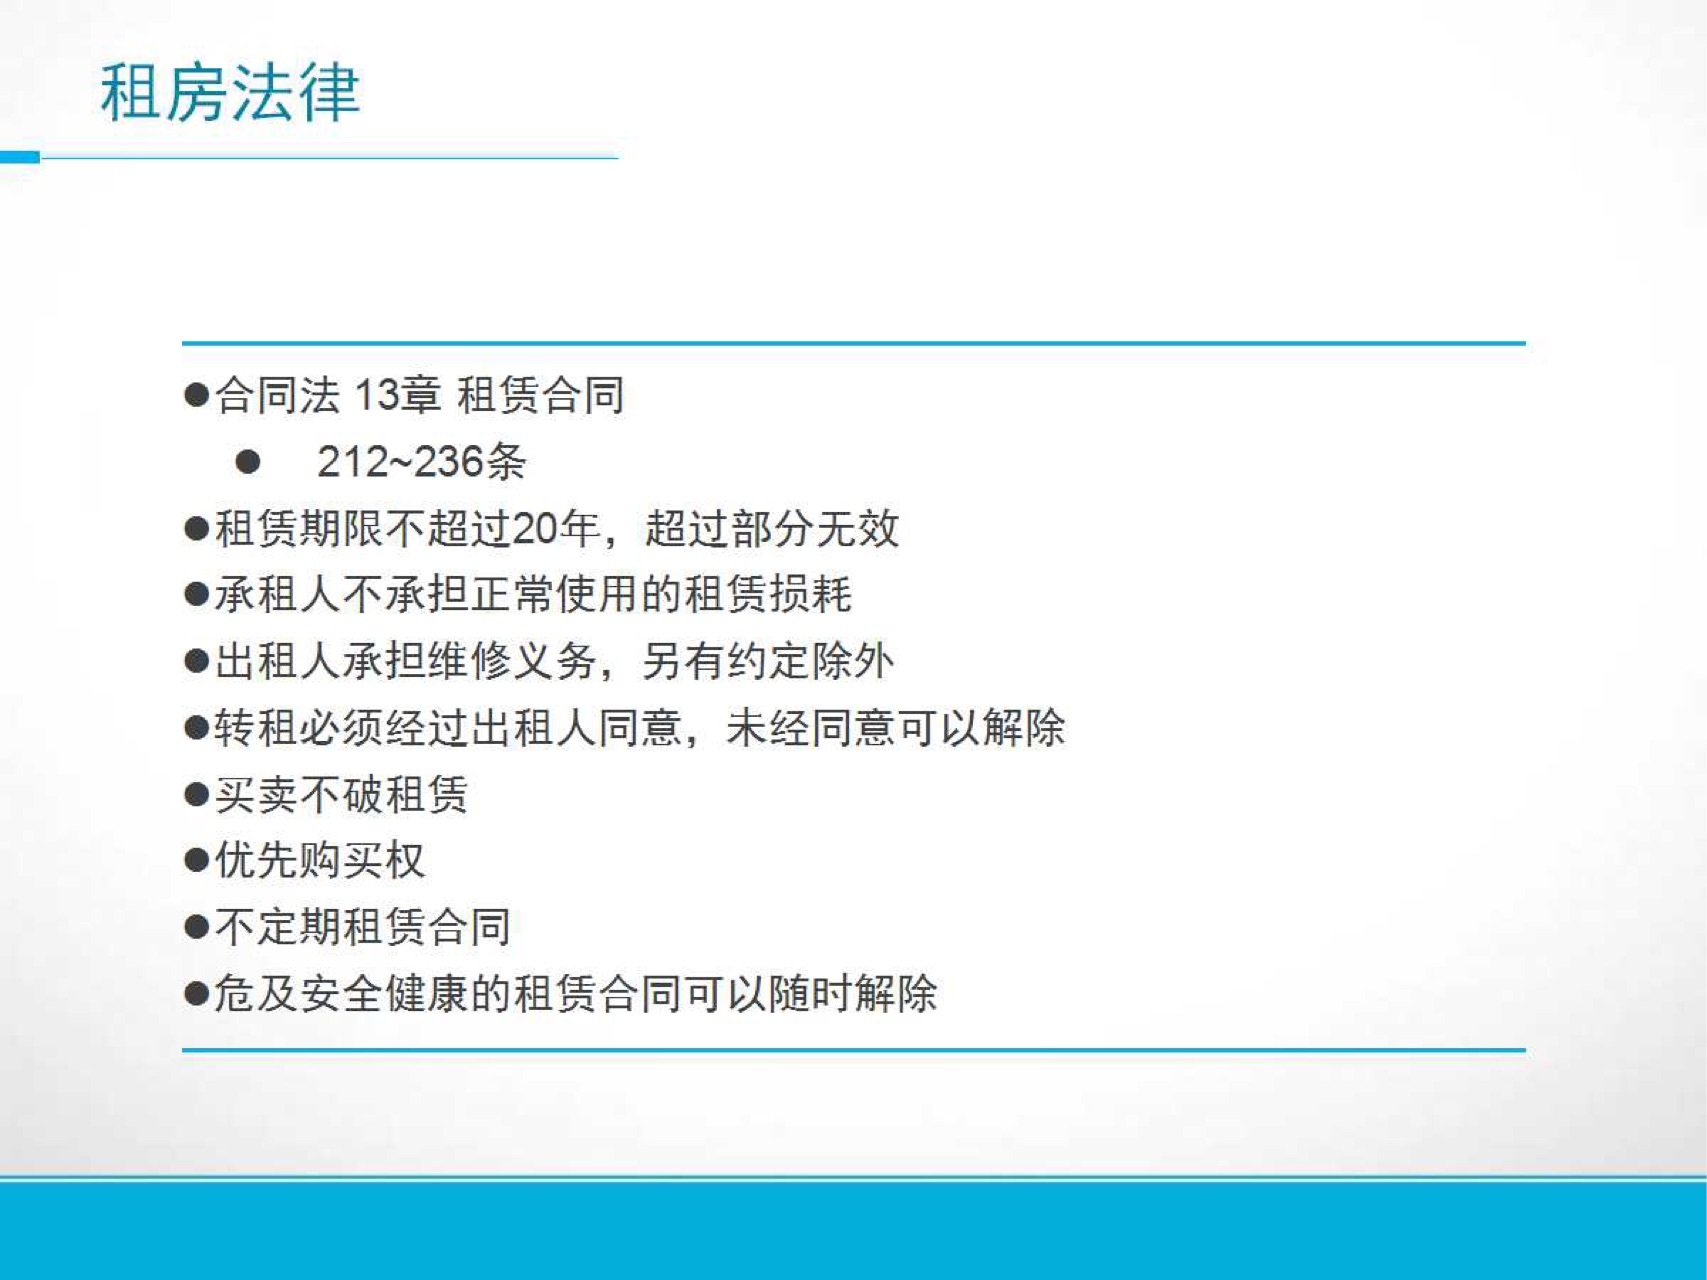 租房法律
●合同法 13章 租赁合同
● 212~236条
●租赁期限不超过20年，超过部分无效
●承租人不承担正常使用的租赁损耗
●出租人承担维修义务，另有约定除外
●转租必须经过出租人同意，未经同意可以解除
●买卖不破租赁
●优先购买权
●不定期租赁合同
●危及安全健康的租赁合同可以随时解除